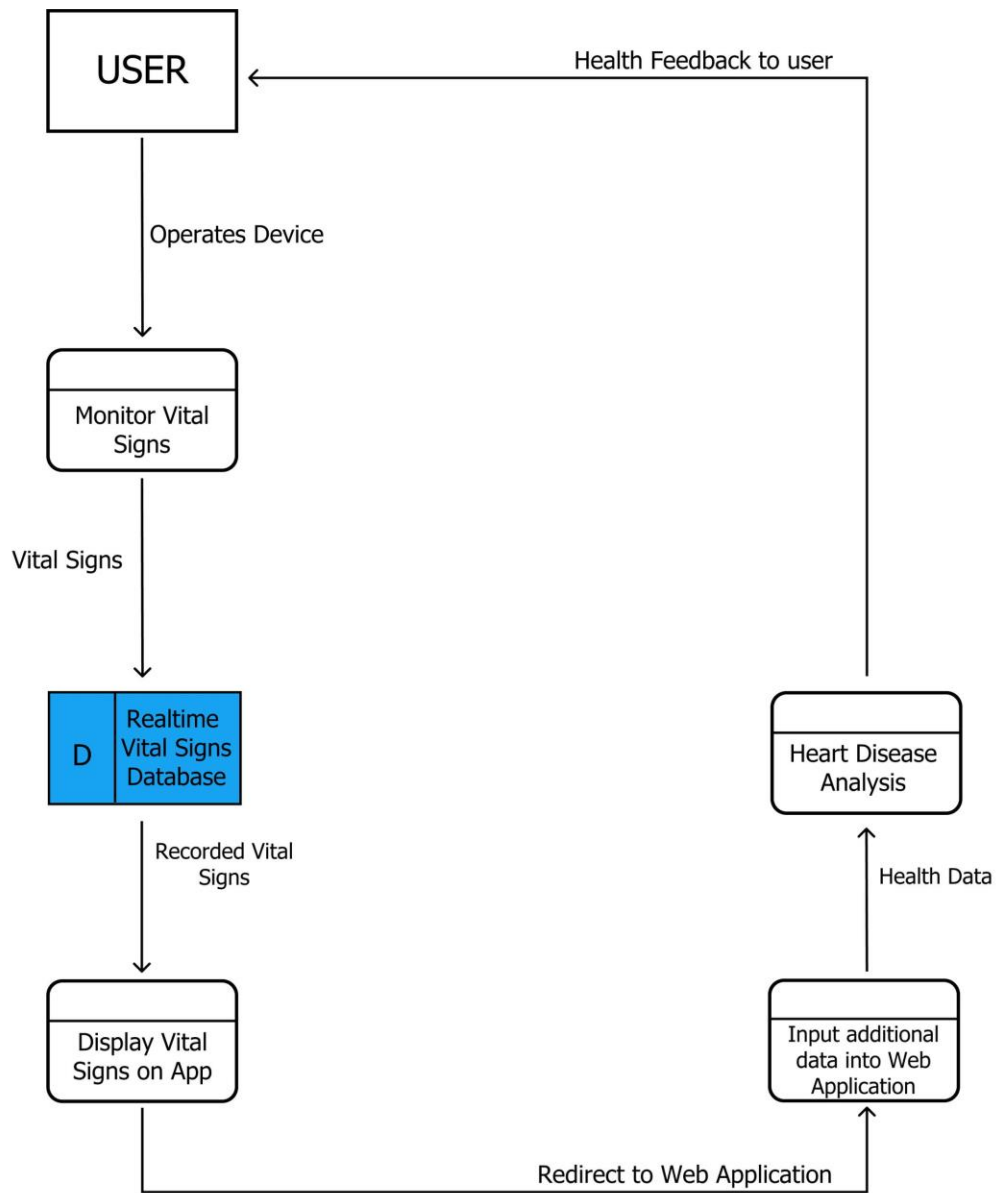 USER
Health Feedback to user
Operates Device
Monitor Vital
Signs
Vital Signs
D
Realtime
Vital Signs
Database
Recorded Vital
Signs
Display Vital
Signs on App
Redirect to Web Application
Input additional
data into Web
Application
Health Data
Heart Disease
Analysis